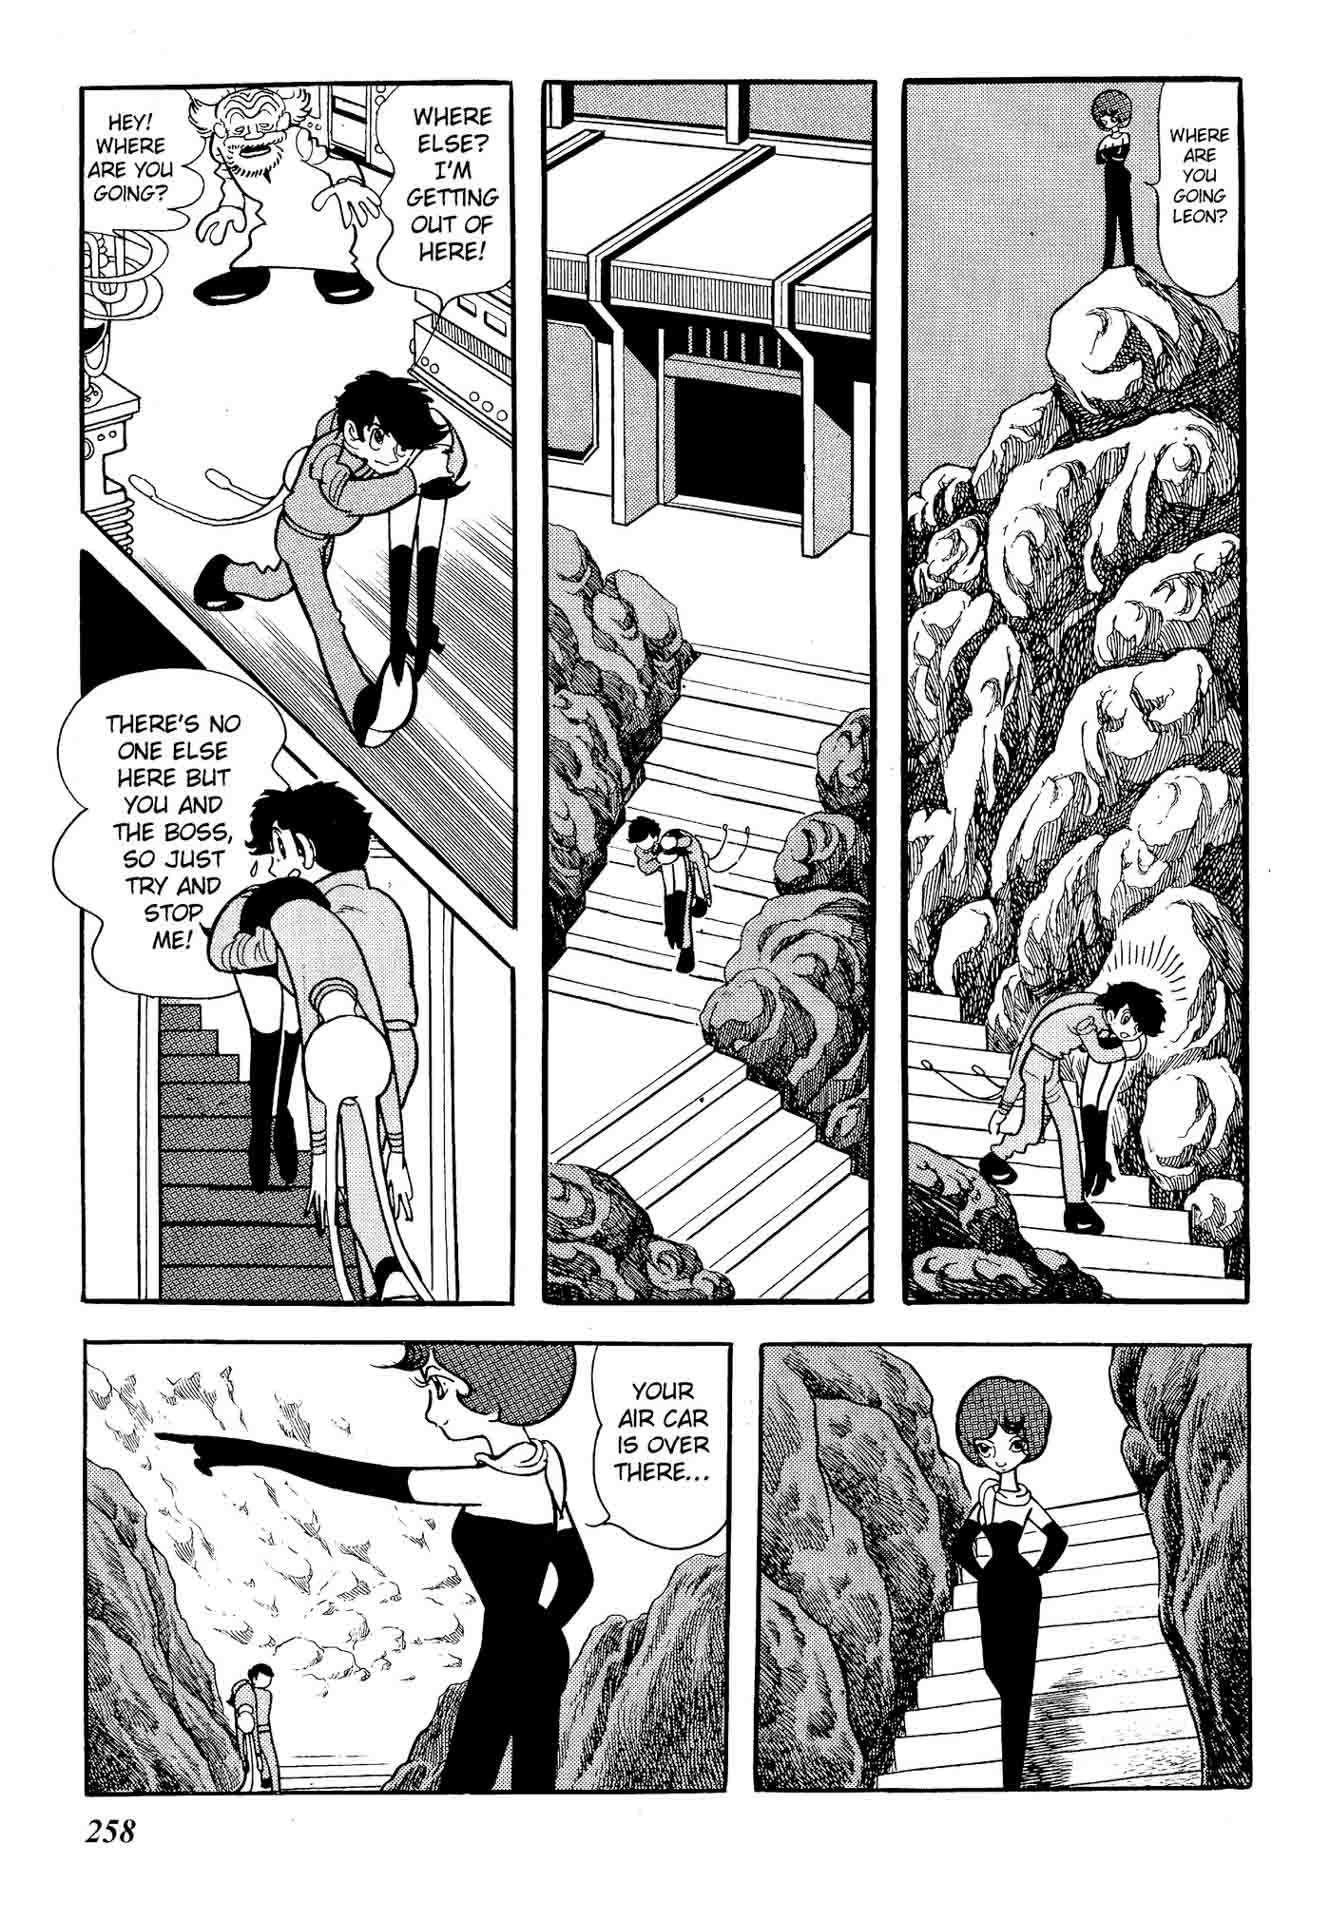 HEY!
WHERE
ARE YOU
GOING?
WHERE
ELSE?
I'M
GETTING
OUT OF
HERE!
THERE'S NO
ONE ELSE
HERE BUT
YOU AND
THE BOSS,
SO JUST
TRY AND
STOP
ME!
WHERE
ARE
YOU
GOING
LEON?
YOUR
AIR CAR
IS OVER
THERE...
258